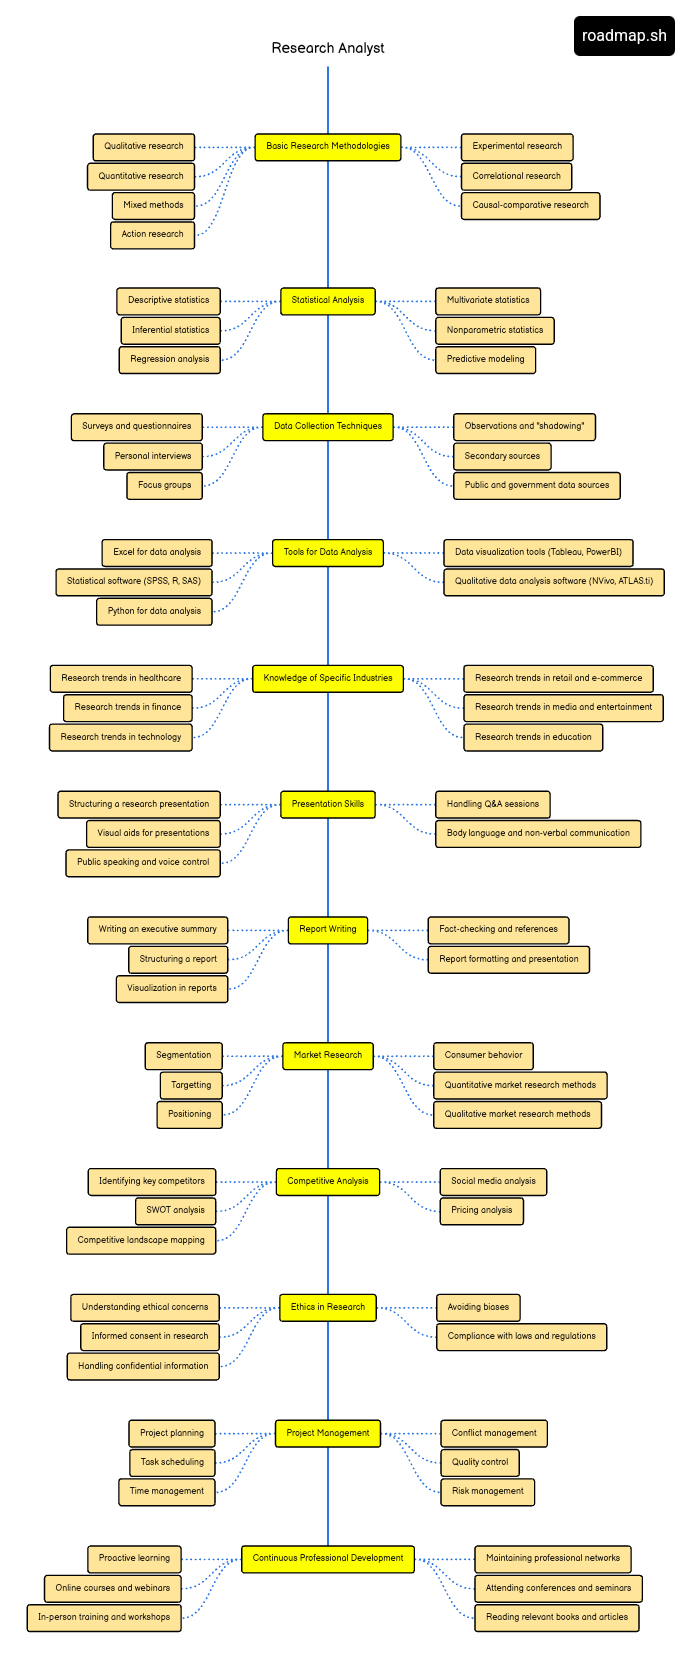 roadmap.sh
Research Analyst
Basic Research Methodologies
Qualitative research
Quantitative research
Mixed methods
Action research
Experimental research
Correlational research
Causal-comparative research
Statistical Analysis
Descriptive statistics
Inferential statistics
Regression analysis
Multivariate statistics
Nonparametric statistics
Predictive modeling
Data Collection Techniques
Surveys and questionnaires
Personal interviews
Focus groups
Observations and "shadowing"
Secondary sources
Public and government data sources
Tools for Data Analysis
Excel for data analysis
Statistical software (SPSS, R, SAS)
Python for data analysis
Data visualization tools (Tableau, PowerBI)
Qualitative data analysis software (NVivo, ATLAS.ti)
Knowledge of Specific Industries
Research trends in healthcare
Research trends in finance
Research trends in technology
Research trends in retail and e-commerce
Research trends in media and entertainment
Research trends in education
Presentation Skills
Structuring a research presentation
Visual aids for presentations
Public speaking and voice control
Handling Q&A sessions
Body language and non-verbal communication
Report Writing
Writing an executive summary
Structuring a report
Visualization in reports
Fact-checking and references
Report formatting and presentation
Market Research
Segmentation
Targetting
Positioning
Consumer behavior
Quantitative market research methods
Qualitative market research methods
Competitive Analysis
Identifying key competitors
SWOT analysis
Competitive landscape mapping
Social media analysis
Pricing analysis
Ethics in Research
Understanding ethical concerns
Informed consent in research
Handling confidential information
Avoiding biases
Compliance with laws and regulations
Project Management
Project planning
Task scheduling
Time management
Conflict management
Quality control
Risk management
Continuous Professional Development
Proactive learning
Online courses and webinars
In-person training and workshops
Maintaining professional networks
Attending conferences and seminars
Reading relevant books and articles